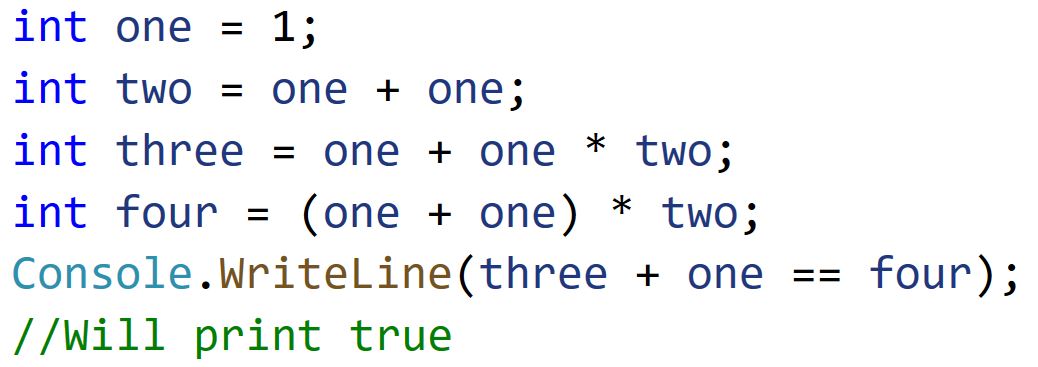 int one = 1;
int two = one + one;
int three = one + one * two;
int four = (one + one) * two;
Console.WriteLine(three + one == four);
//Will print true